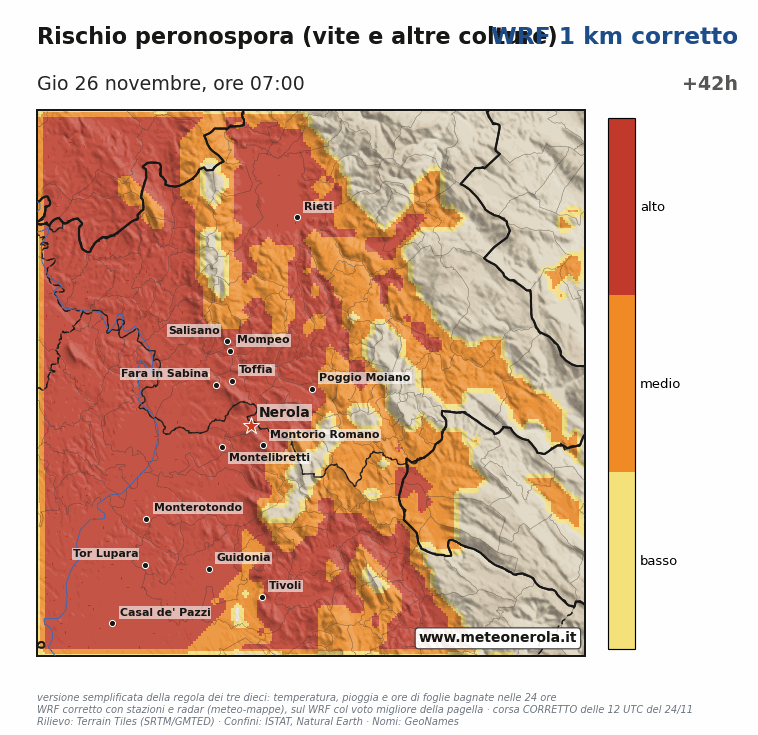 Rischio peronospora (vite e altre colture)
WRF 1 km corretto
Gio 26 novembre, ore 07:00
+42h
Rieti
Salisano
Mompeo
Toffia
Fara in Sabina
Poggio Moiano
Nerola
Montorio Romano
Montelibretti
Monterotondo
Tor Lupara
Guidonia
Tivoli
Casal de' Pazzi
www.meteonerola.it
alto
medio
basso
versione semplificata della regola dei tre dieci: temperatura, pioggia e ore di foglie bagnate nelle 24 ore
WRF corretto con stazioni e radar (meteo-mappe), sul WRF col voto migliore della pagella · corsa CORRETTO delle 12 UTC del 24/11
Rilievo: Terrain Tiles (SRTM/GMTED) · Confini: ISTAT, Natural Earth · Nomi: GeoNames